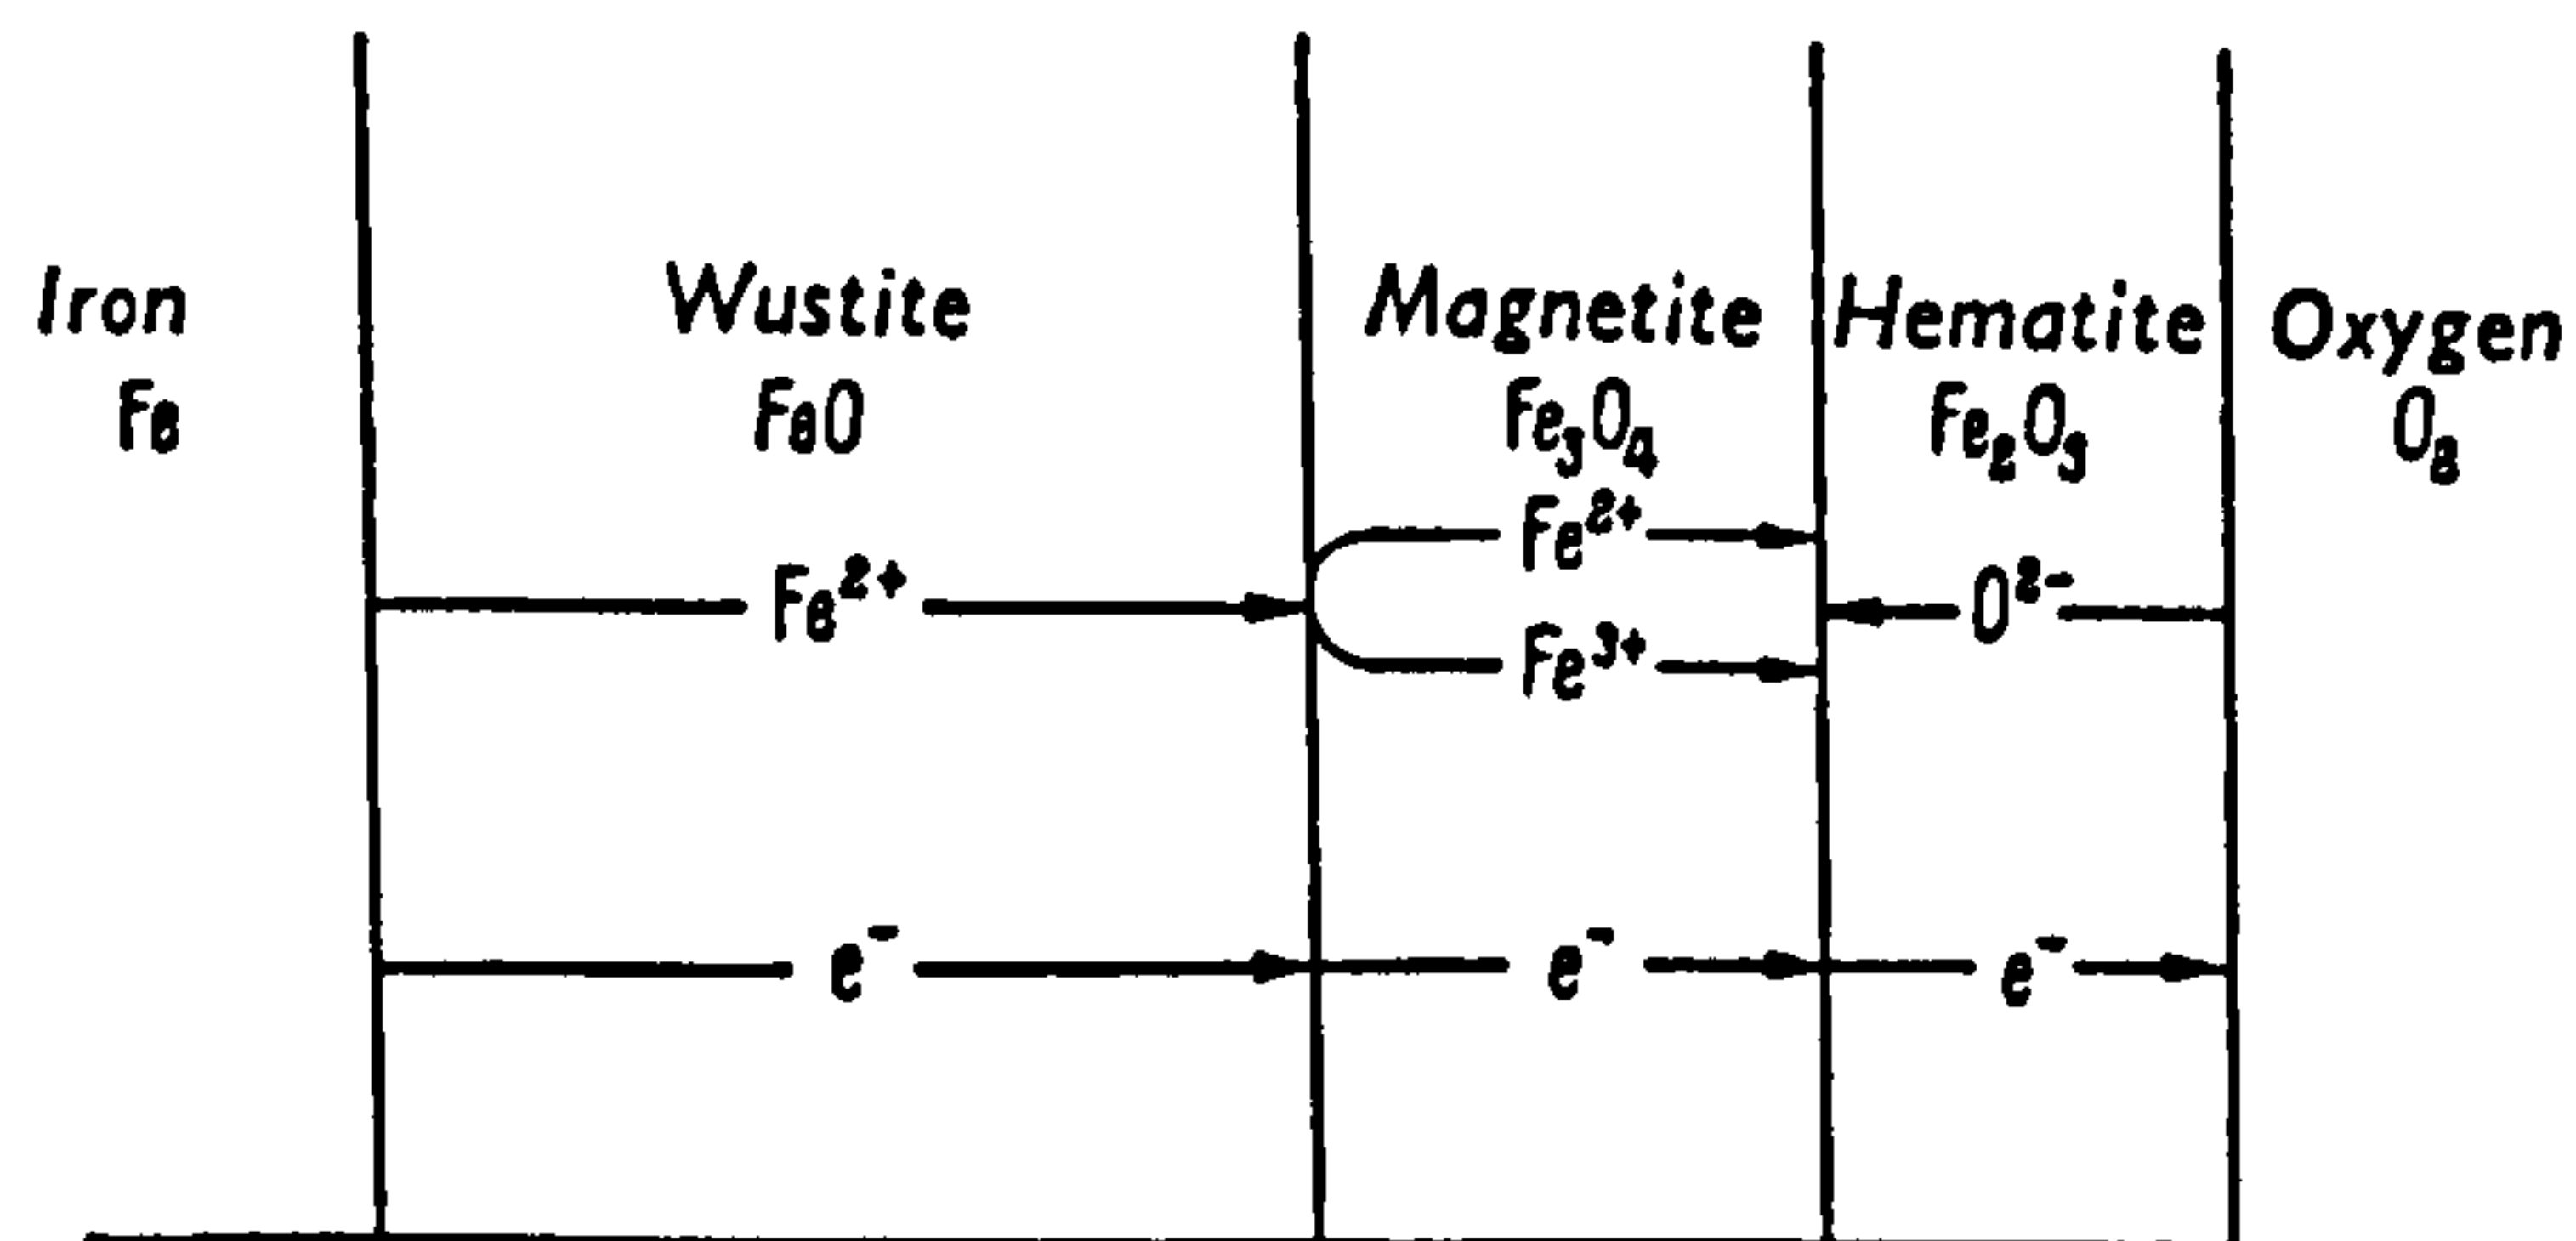 Iron Wustite Magnetite Hematite Oxygen
Fe FeO Fe₃O₄ Fe₂O₃ O₂
Fe²⁺
Fe²⁺ O²⁻
Fe³⁺
e⁻ e⁻ e⁻